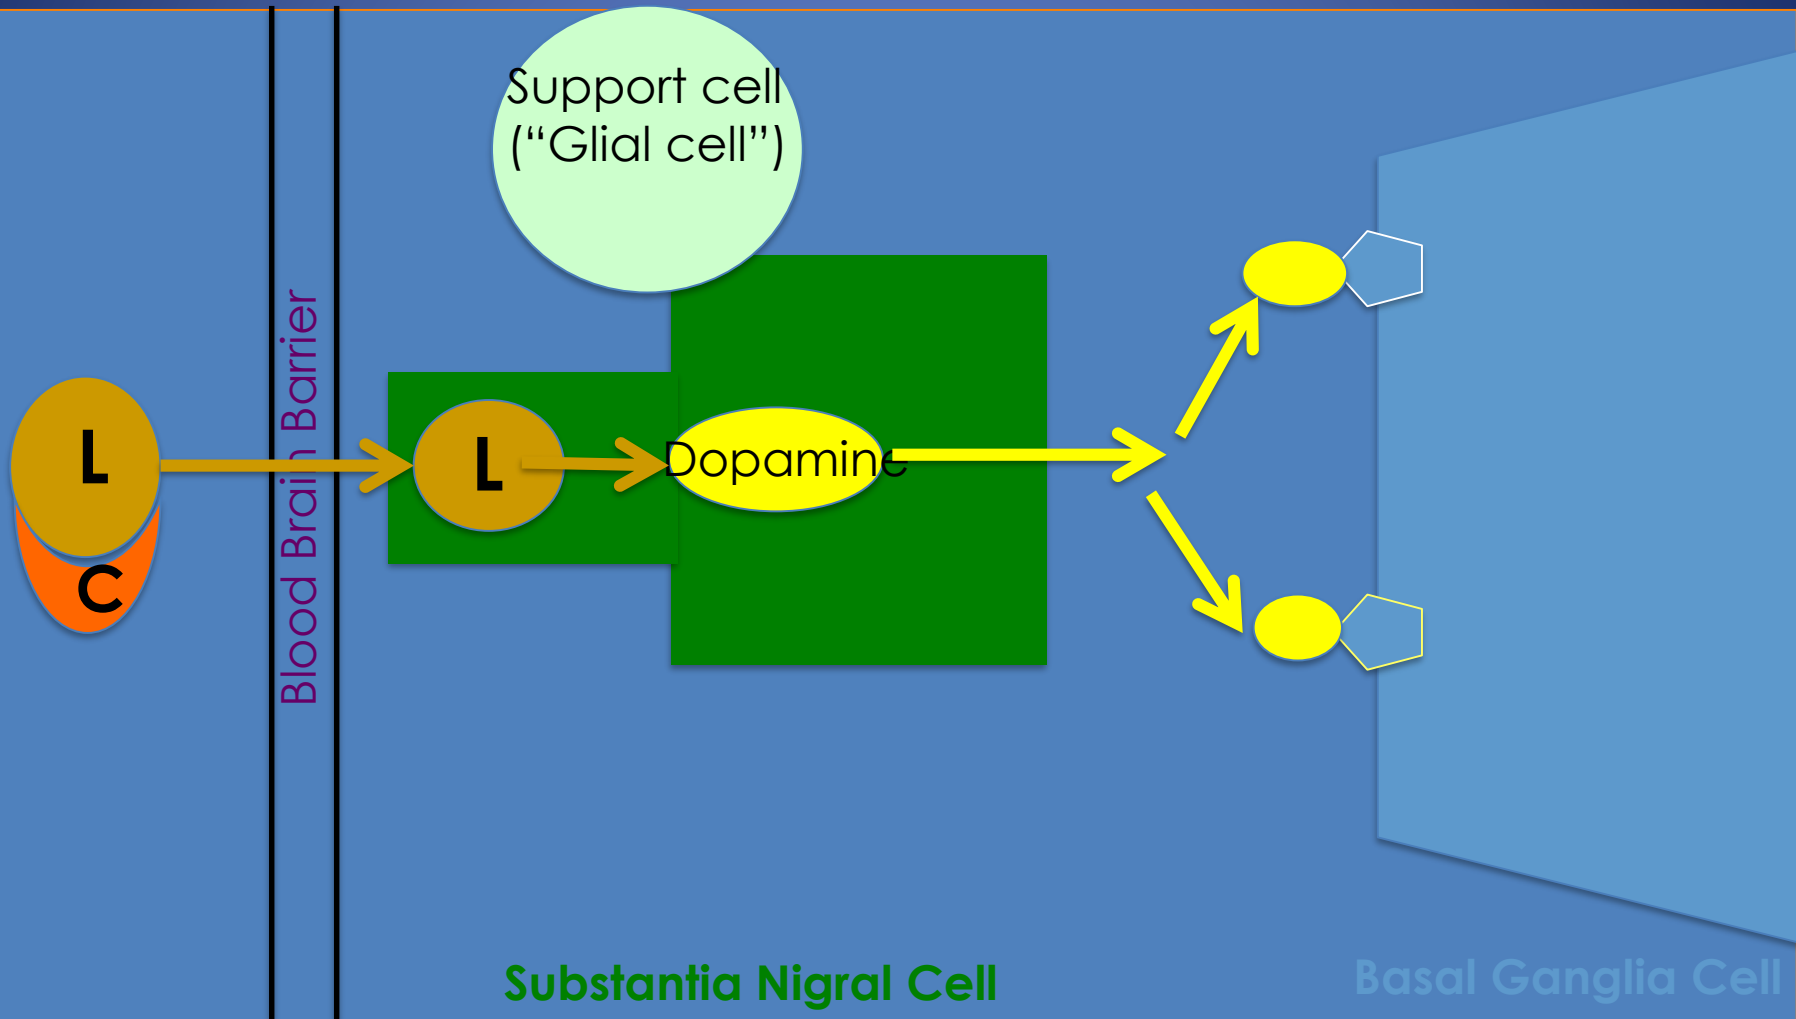 Support cell
(“Glial cell”)
Blood Brain Barrier
L
C
L
Dopamine
Substantia Nigral Cell
Basal Ganglia Cell